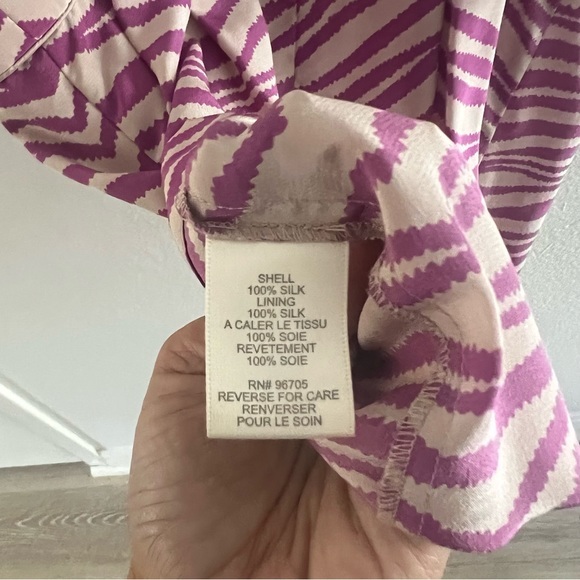 SHELL
100% SILK
LINING
100% SILK
A CALER LE TISSU
100% SOIE
REVETEMENT
100% SOIE
RN# 96705
REVERSE FOR CARE
RENVERSER
POUR LE SOIN